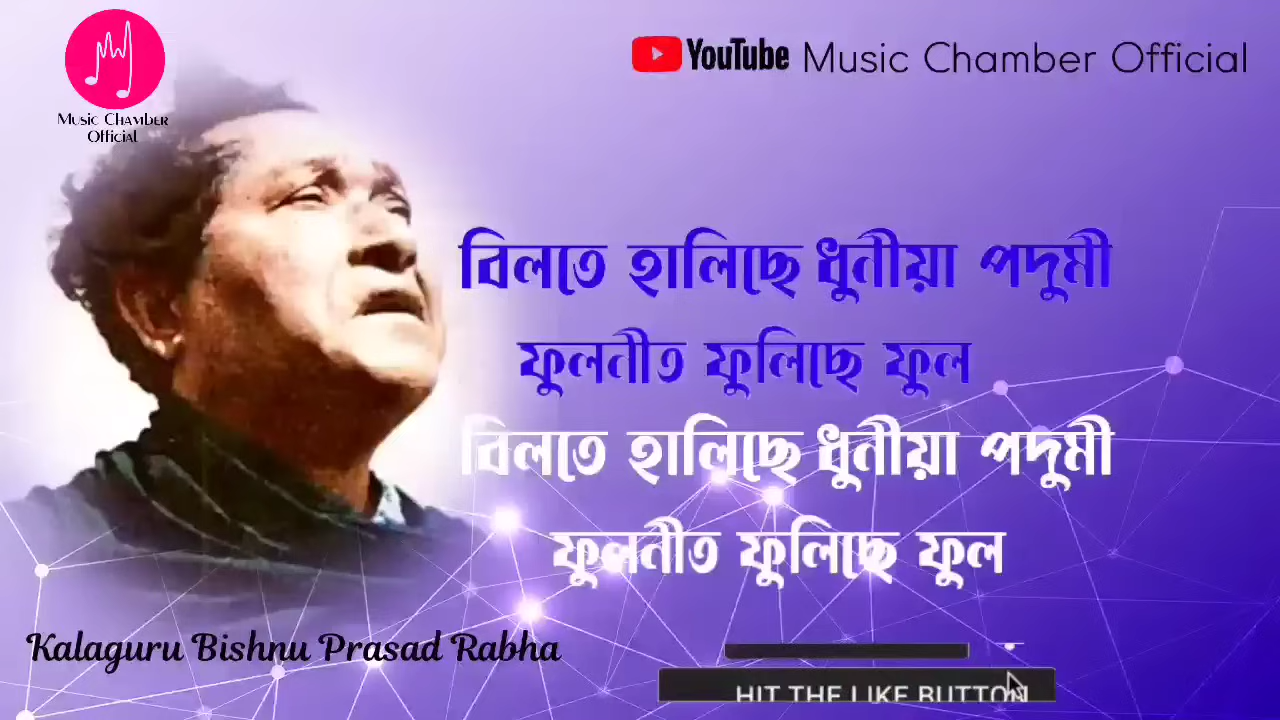 Music Chamber
Official
YouTube Music Chamber Official
বিলতে হালিছে ধুনীয়া পদুমী
ফুলনীত ফুলিছে ফুল
বিলতে হালিছে ধুনীয়া পদুমী
ফুলনীত ফুলিছে ফুল
Kalaguru Bishnu Prasad Rabha
HIT THE LIKE BUTTON